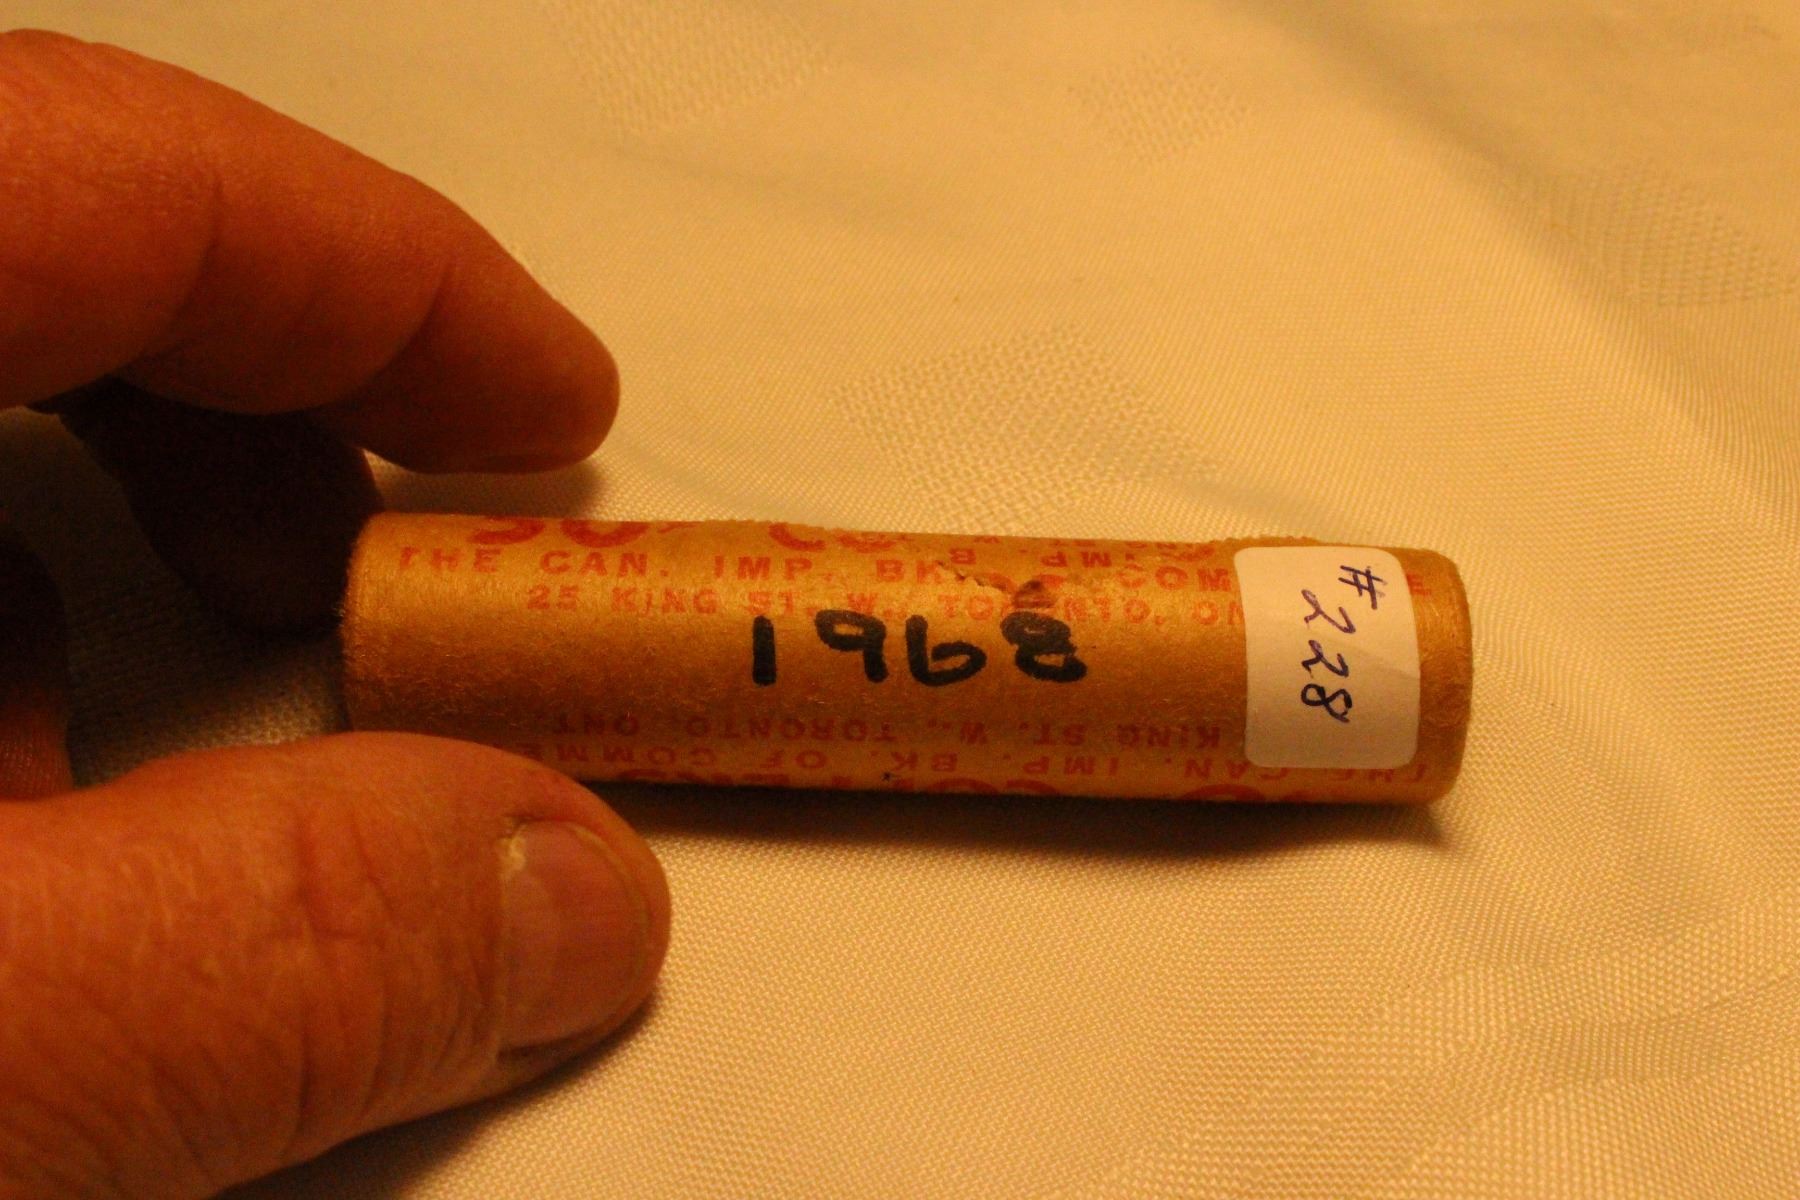 THE CAN. IMP. BK. COM E
25 KING ST. W., TORONTO, ON
1968
#228
KING ST. W., TORONTO, ONT.
THE CAN. IMP. BK. OF COMME